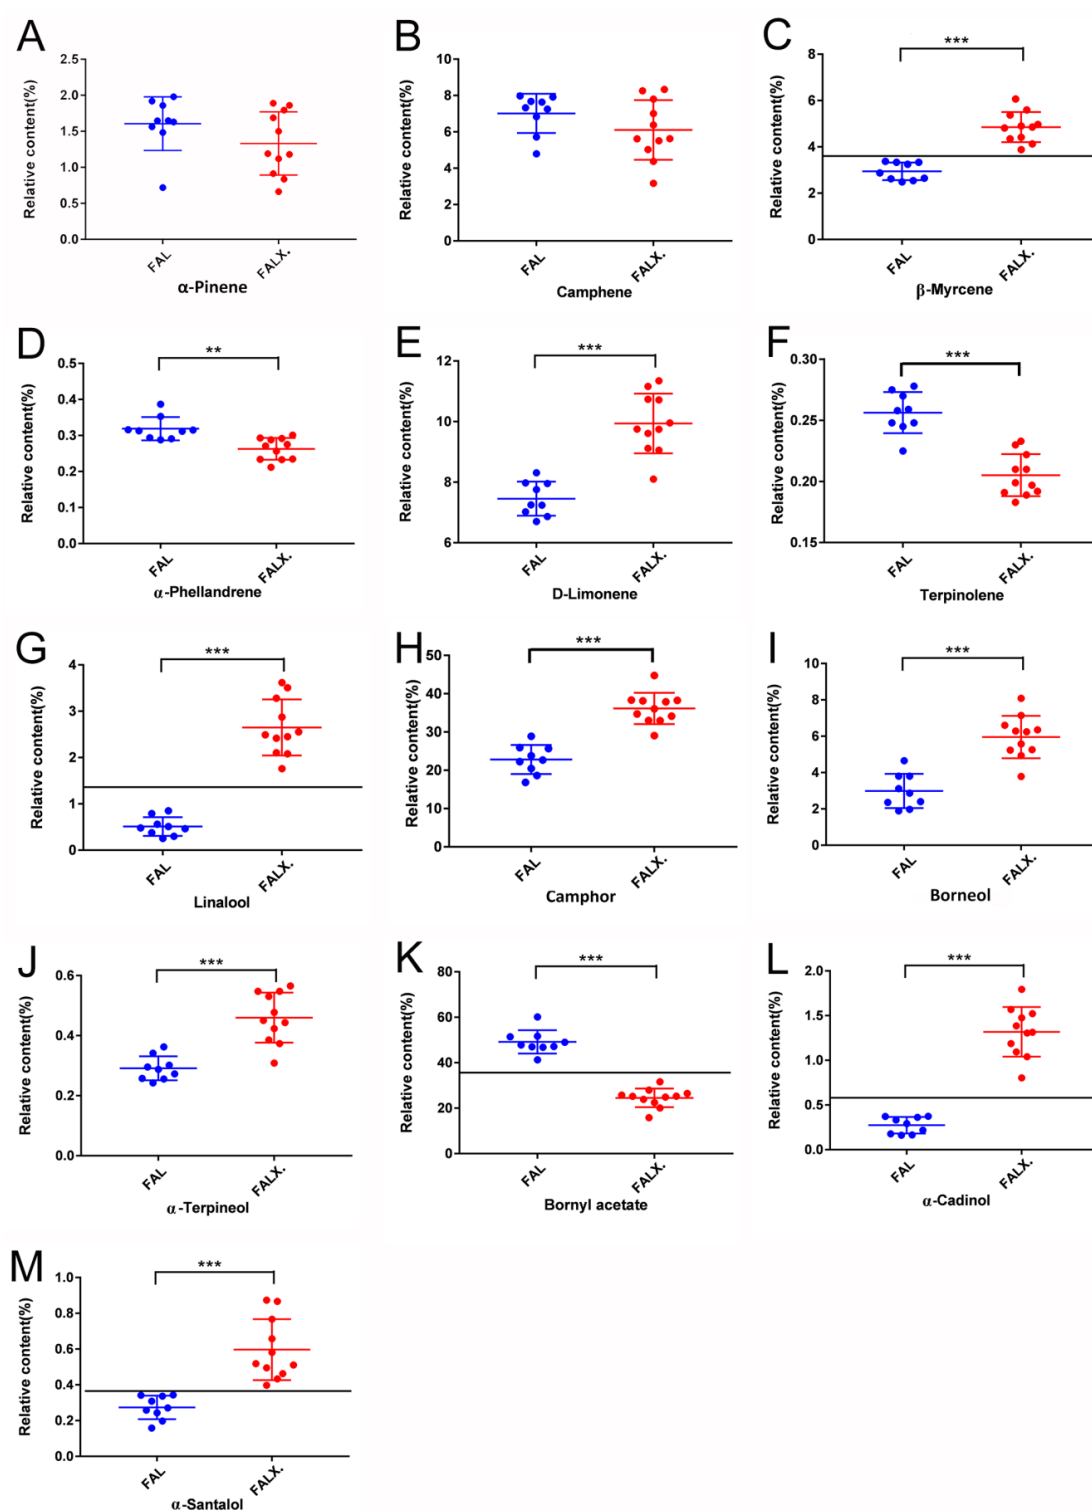 A
Relative content(%)
2.5
2.0
1.5
1.0
0.5
0.0
FAL
FALX.
α-Pinene
B
Relative content(%)
10
8
6
4
2
0
FAL
FALX.
Camphene
C
Relative content(%)
8
6
4
2
0
***
FAL
FALX.
β-Myrcene
D
Relative content(%)
0.5
0.4
0.3
0.2
0.1
0.0
**
FAL
FALX.
α-Phellandrene
E
Relative content(%)
12
10
8
6
***
FAL
FALX.
D-Limonene
F
Relative content(%)
0.30
0.25
0.20
0.15
***
FAL
FALX.
Terpinolene
G
Relative content(%)
4
3
2
1
0
***
FAL
FALX.
Linalool
H
Relative content(%)
50
40
30
20
10
0
***
FAL
FALX.
Camphor
I
Relative content(%)
10
8
6
4
2
0
***
FAL
FALX.
Borneol
J
Relative content(%)
0.6
0.4
0.2
0.0
***
FAL
FALX.
α-Terpineol
K
Relative content(%)
80
60
40
20
0
***
FAL
FALX.
Bornyl acetate
L
Relative content(%)
2.0
1.5
1.0
0.5
0.0
***
FAL
FALX.
α-Cadinol
M
Relative content(%)
1.0
0.8
0.6
0.4
0.2
0.0
***
FAL
FALX.
α-Santalol